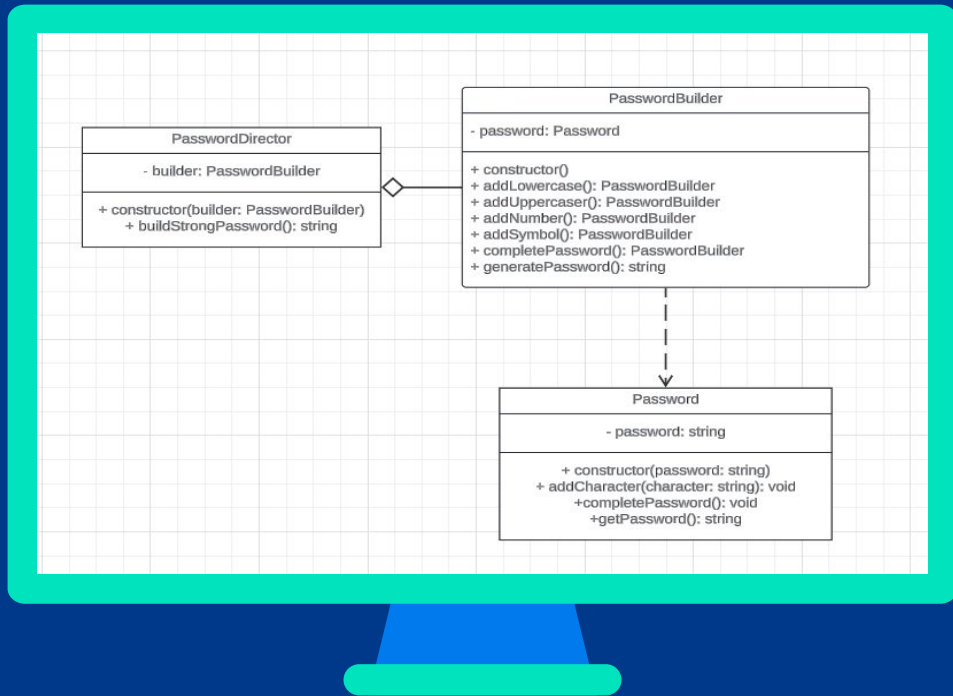 PasswordDirector
- builder: PasswordBuilder
+ constructor(builder: PasswordBuilder)
+ buildStrongPassword(): string
PasswordBuilder
- password: Password
+ constructor()
+ addLowercase(): PasswordBuilder
+ addUppercaser(): PasswordBuilder
+ addNumber(): PasswordBuilder
+ addSymbol(): PasswordBuilder
+ completePassword(): PasswordBuilder
+ generatePassword(): string
Password
- password: string
+ constructor(password: string)
+ addCharacter(character: string): void
+completePassword(): void
+getPassword(): string